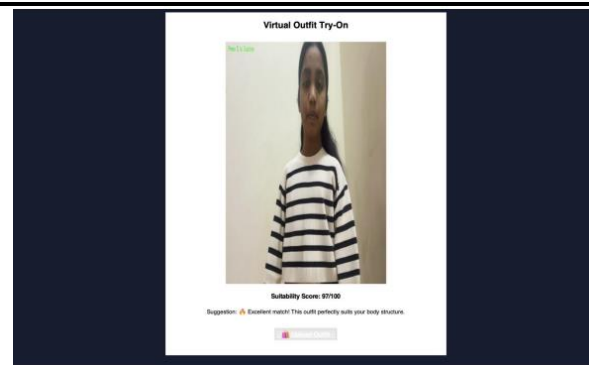 Virtual Outfit Try-On
Suitability Score: 97/100
Suggestion: 🔥 Excellent match! This outfit perfectly suits your body structure.